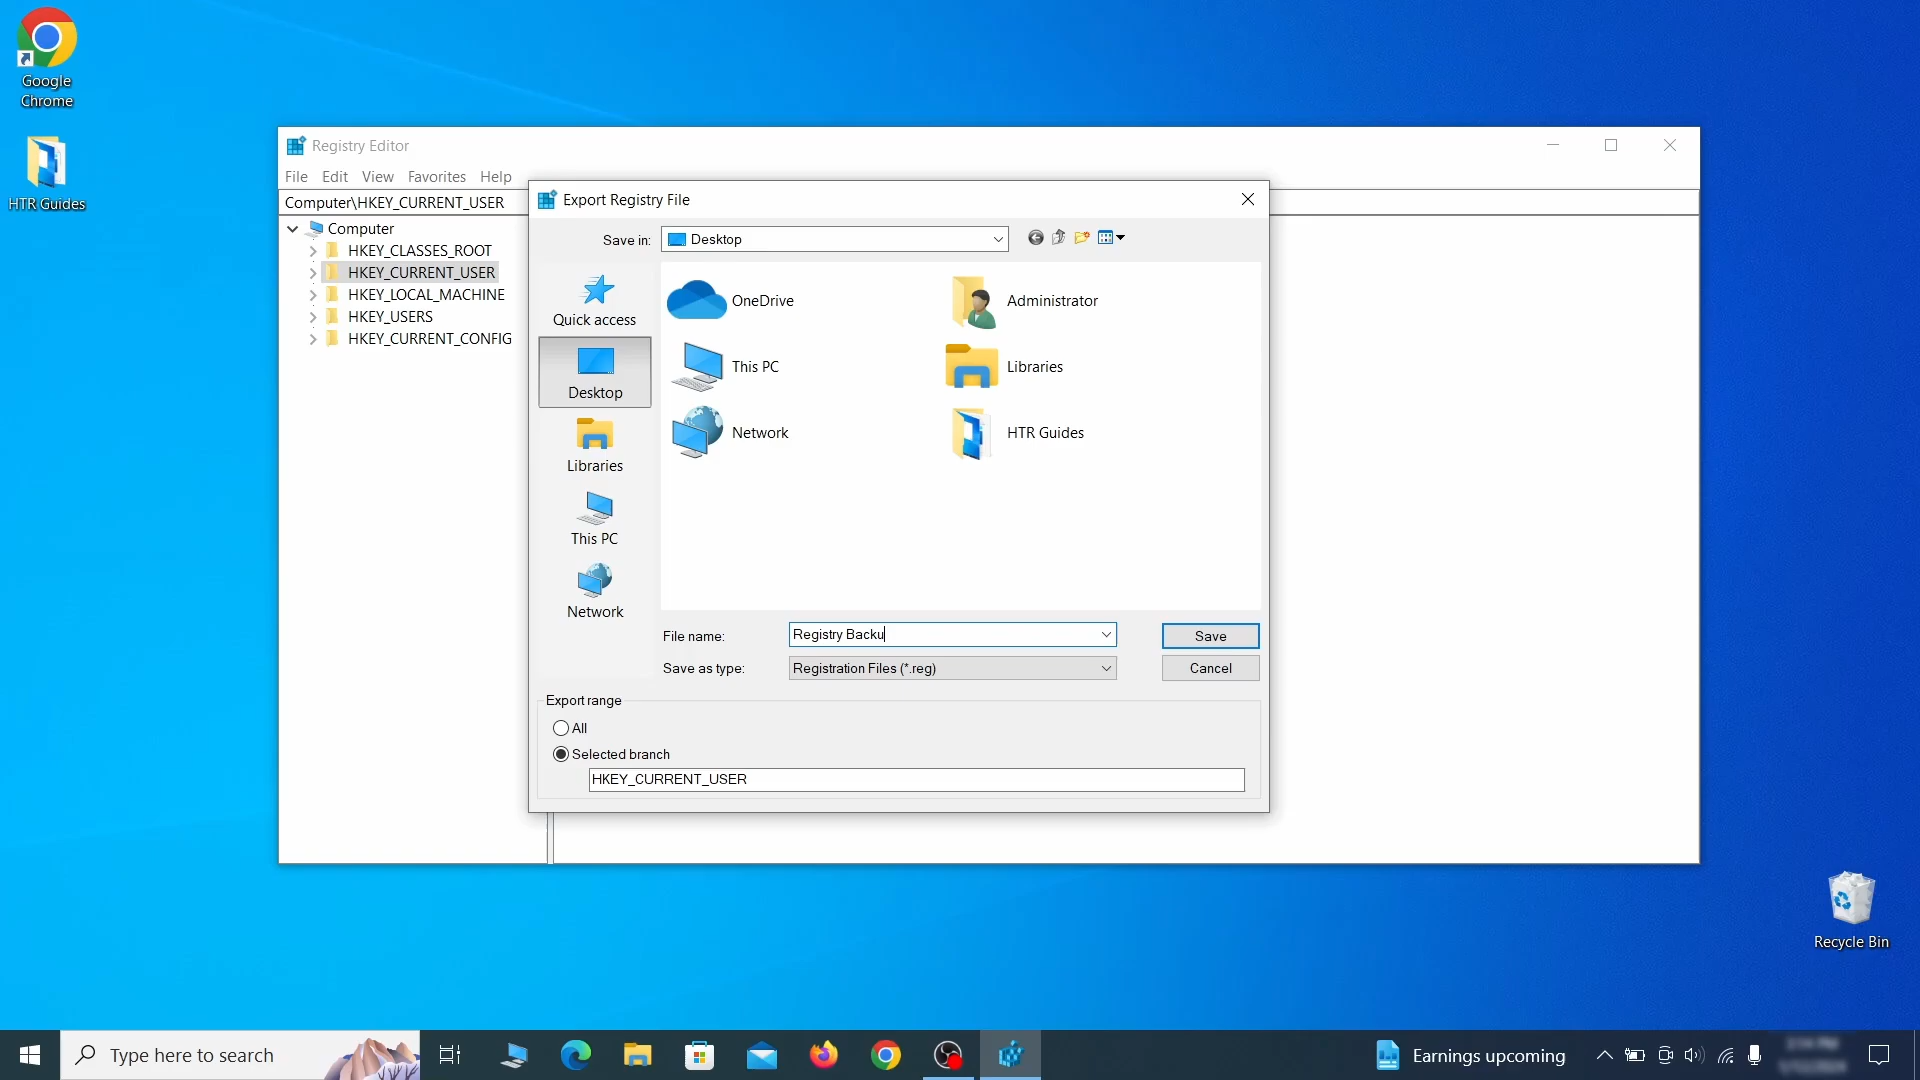 Google
Chrome
HTR Guides
Registry Editor
File Edit View Favorites Help
Computer\HKEY_CURRENT_USER
Computer
HKEY_CLASSES_ROOT
HKEY_CURRENT_USER
HKEY_LOCAL_MACHINE
HKEY_USERS
HKEY_CURRENT_CONFIG
Export Registry File
Save in: Desktop
Quick access
Desktop
Libraries
This PC
Network
OneDrive
Administrator
This PC
Libraries
Network
HTR Guides
File name: Registry Backu
Save
Save as type: Registration Files (*.reg)
Cancel
Export range
All
Selected branch
HKEY_CURRENT_USER
Recycle Bin
Type here to search
Earnings upcoming